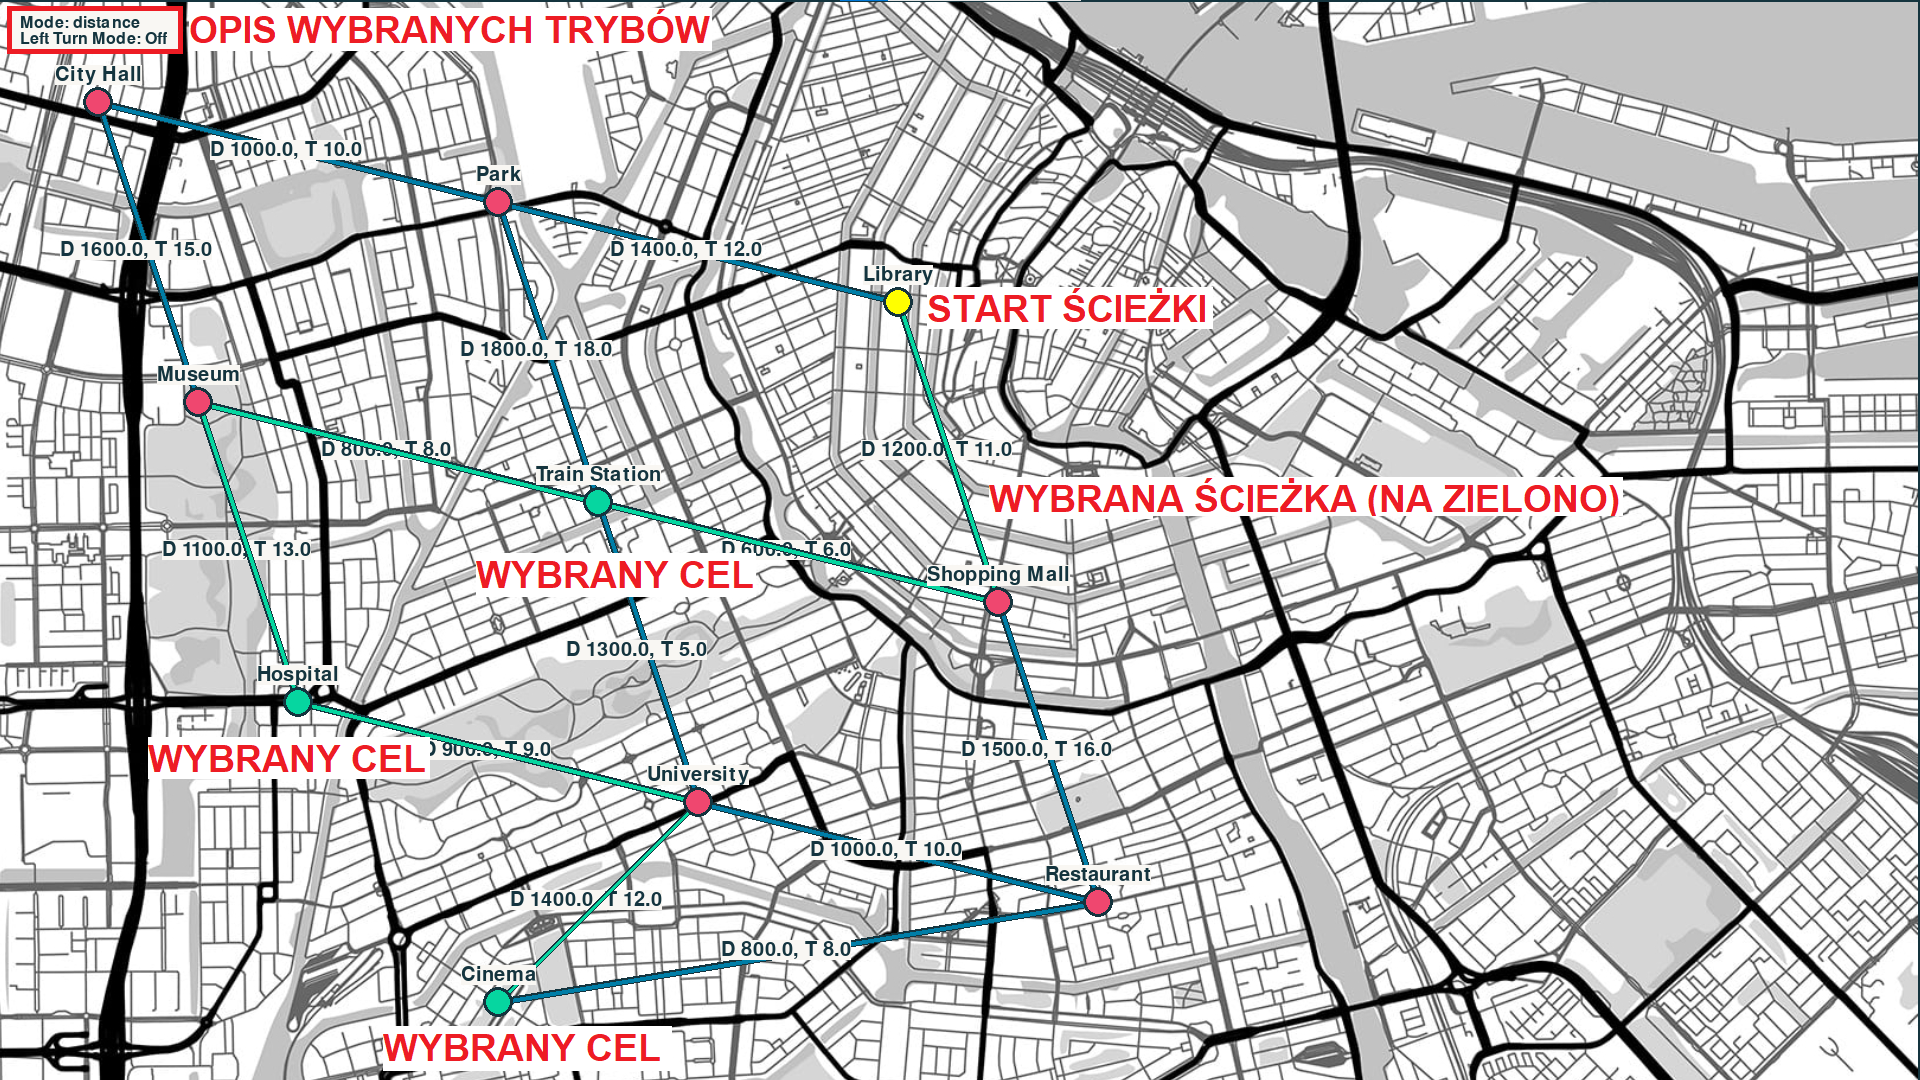 Mode: distance
Left Turn Mode: Off
OPIS WYBRANYCH TRYBÓW
City Hall
D 1000.0, T 10.0
Park
D 1600.0, T 15.0
D 1400.0, T 12.0
Library
START ŚCIEŻKI
D 1800.0, T 18.0
Museum
D 800.0, T 8.0
D 1200.0, T 11.0
Train Station
WYBRANA ŚCIEŻKA (NA ZIELONO)
D 1100.0, T 13.0
D 600.0, T 6.0
WYBRANY CEL
Shopping Mall
D 1300.0, T 5.0
Hospital
WYBRANY CEL
D 900.0, T 9.0
D 1500.0, T 16.0
University
D 1000.0, T 10.0
Restaurant
D 1400.0, T 12.0
D 800.0, T 8.0
Cinema
WYBRANY CEL